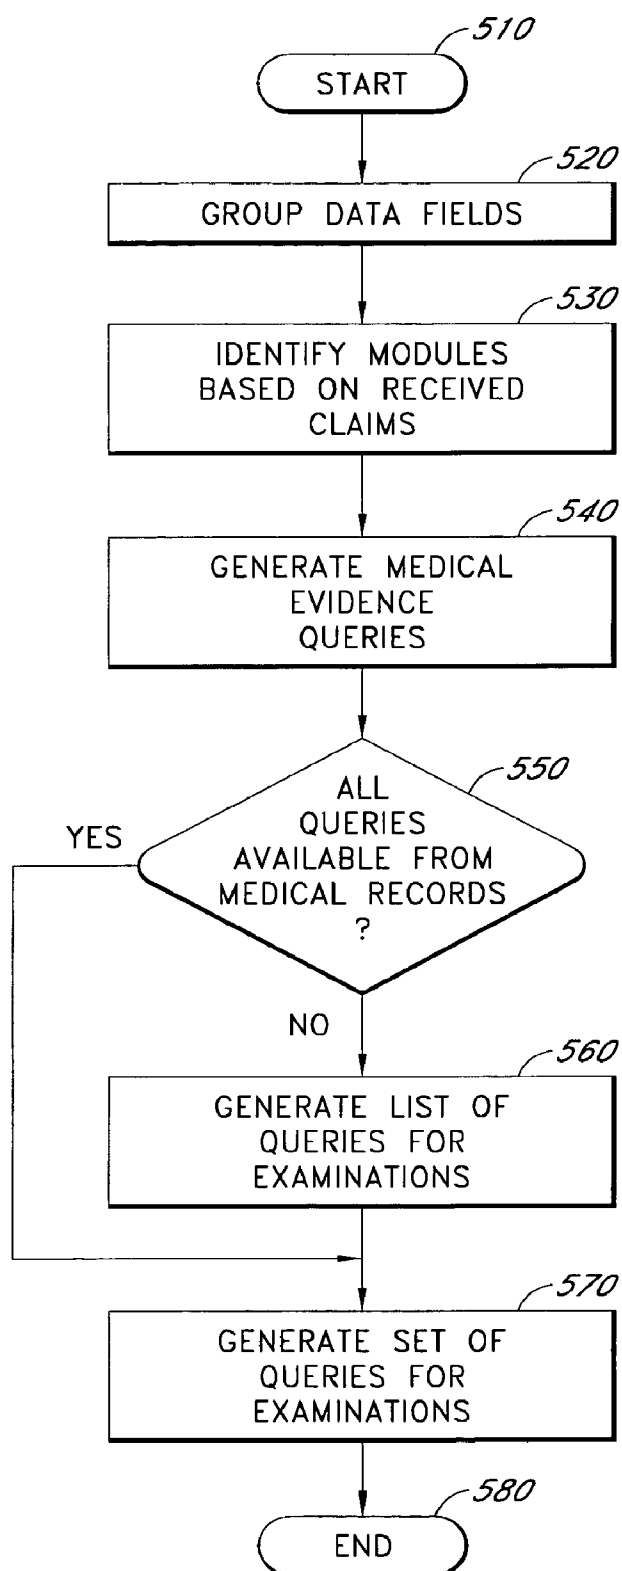 510
START
520
GROUP DATA FIELDS
530
IDENTIFY MODULES
BASED ON RECEIVED
CLAIMS
540
GENERATE MEDICAL
EVIDENCE
QUERIES
550
ALL
QUERIES
AVAILABLE FROM
MEDICAL RECORDS
?
YES
NO
560
GENERATE LIST OF
QUERIES FOR
EXAMINATIONS
570
GENERATE SET OF
QUERIES FOR
EXAMINATIONS
580
END